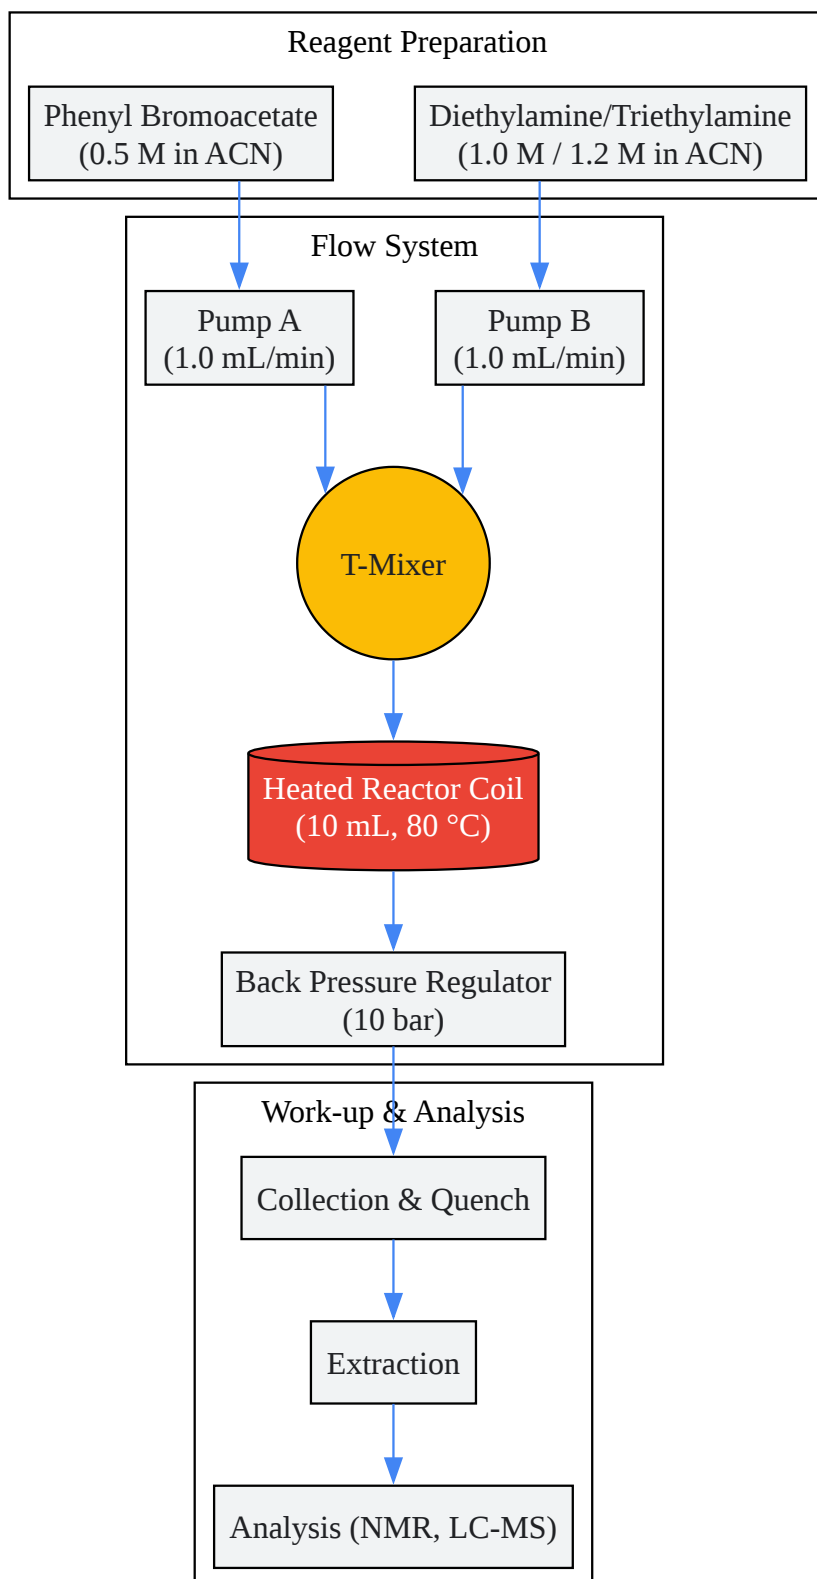 Reagent Preparation
Phenyl Bromoacetate
(0.5 M in ACN)
Diethylamine/Triethylamine
(1.0 M / 1.2 M in ACN)
Flow System
Pump A
(1.0 mL/min)
Pump B
(1.0 mL/min)
T-Mixer
Heated Reactor Coil
(10 mL, 80 °C)
Back Pressure Regulator
(10 bar)
Work-up & Analysis
Collection & Quench
Extraction
Analysis (NMR, LC-MS)